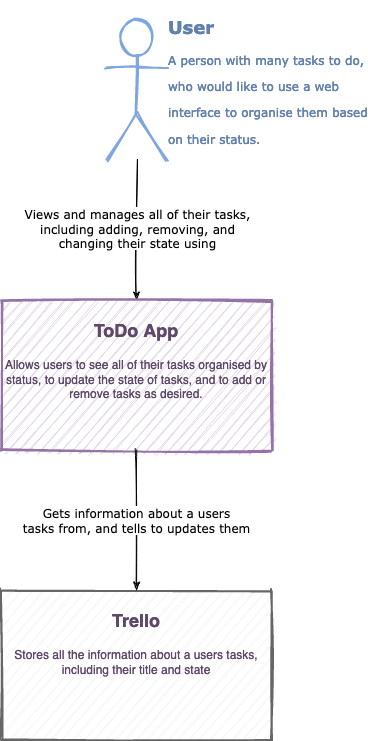 User
A person with many tasks to do,
who would like to use a web
interface to organise them based
on their status.
Views and manages all of their tasks,
including adding, removing, and
changing their state using
ToDo App
Allows users to see all of their tasks organised by
status, to update the state of tasks, and to add or
remove tasks as desired.
Gets information about a users
tasks from, and tells to updates them
Trello
Stores all the information about a users tasks,
including their title and state